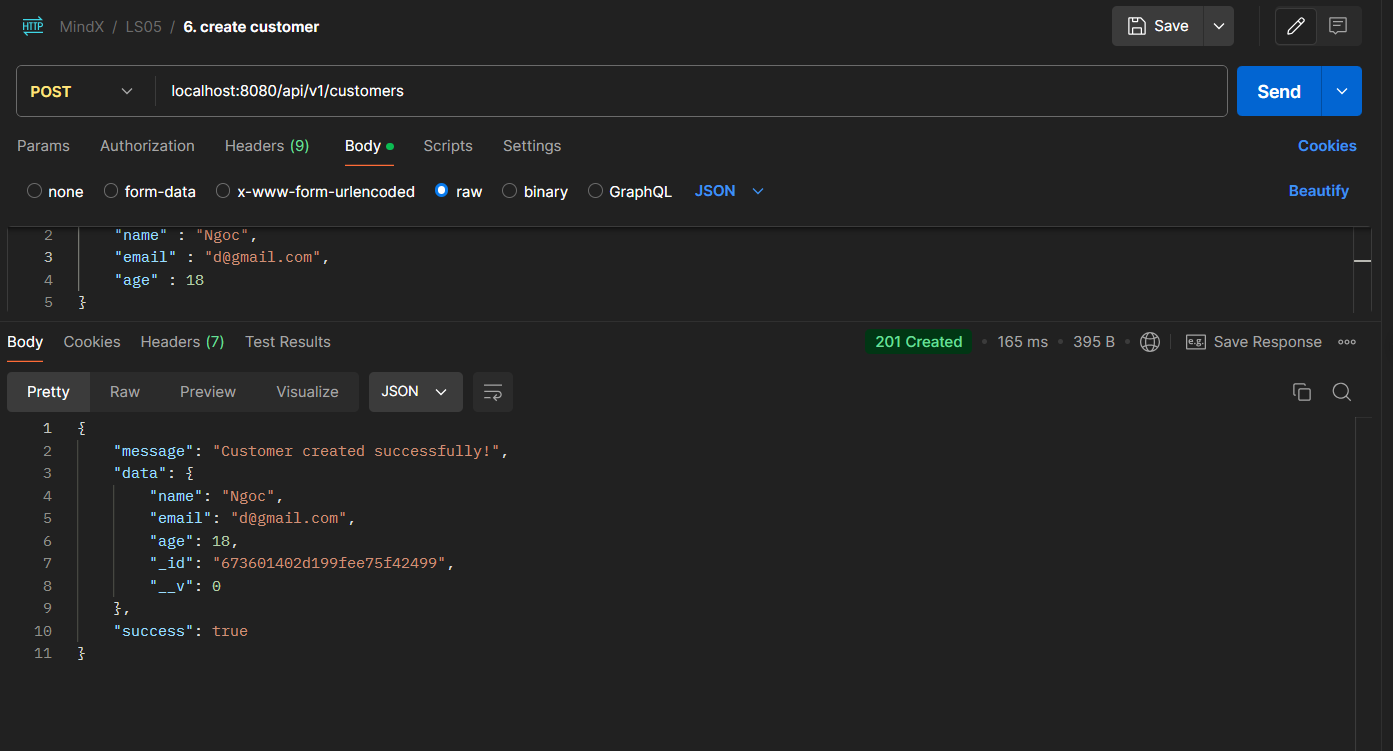 HTTP MindX / LS05 / 6. create customer Save
POST localhost:8080/api/v1/customers Send
Params Authorization Headers (9) Body Scripts Settings Cookies
none form-data x-www-form-urlencoded raw binary GraphQL JSON Beautify
2 "name" : "Ngoc",
3 "email" : "d@gmail.com",
4 "age" : 18
5 }
Body Cookies Headers (7) Test Results 201 Created • 165 ms • 395 B • e.g. Save Response
Pretty Raw Preview Visualize JSON
1 {
2 "message": "Customer created successfully!",
3 "data": {
4 "name": "Ngoc",
5 "email": "d@gmail.com",
6 "age": 18,
7 "_id": "673601402d199fee75f42499",
8 "__v": 0
9 },
10 "success": true
11 }